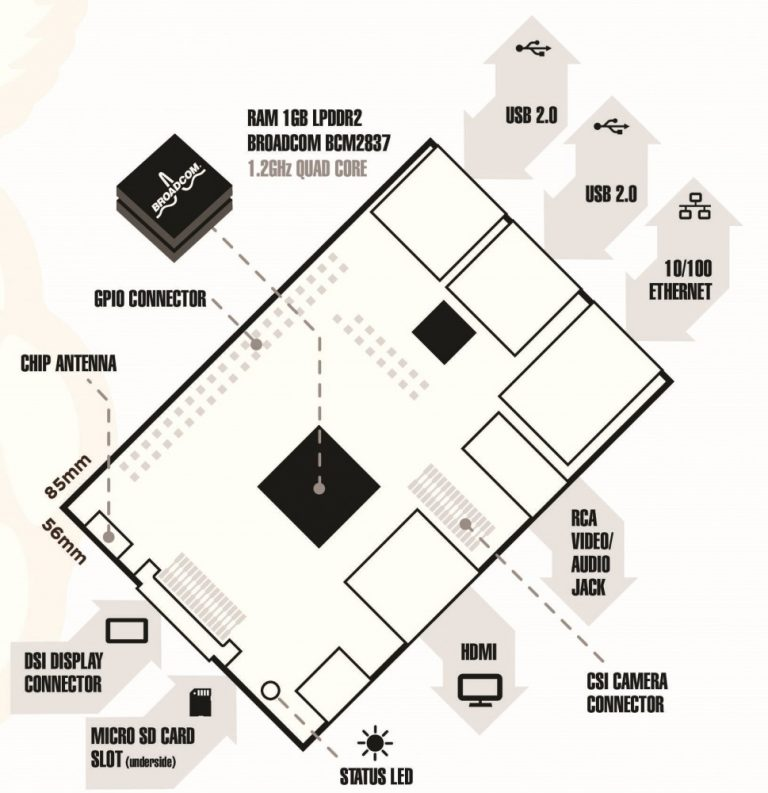 USB 2.0
RAM 1GB LPDDR2
BROADCOM BCM2837
1.2GHz QUAD CORE
BROADCOM.
USB 2.0
10/100
ETHERNET
GPIO CONNECTOR
CHIP ANTENNA
85mm
56mm
RCA
VIDEO/
AUDIO
JACK
DSI DISPLAY
CONNECTOR
HDMI
CSI CAMERA
CONNECTOR
MICRO SD CARD
SLOT (underside)
STATUS LED